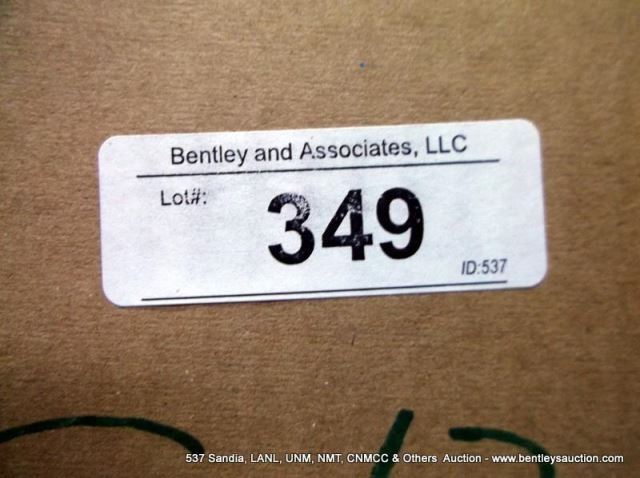 Bentley and Associates, LLC
Lot#:
349
ID:537
537 Sandia, LANL, UNM, NMT, CNMCC & Others Auction - www.bentleysauction.com